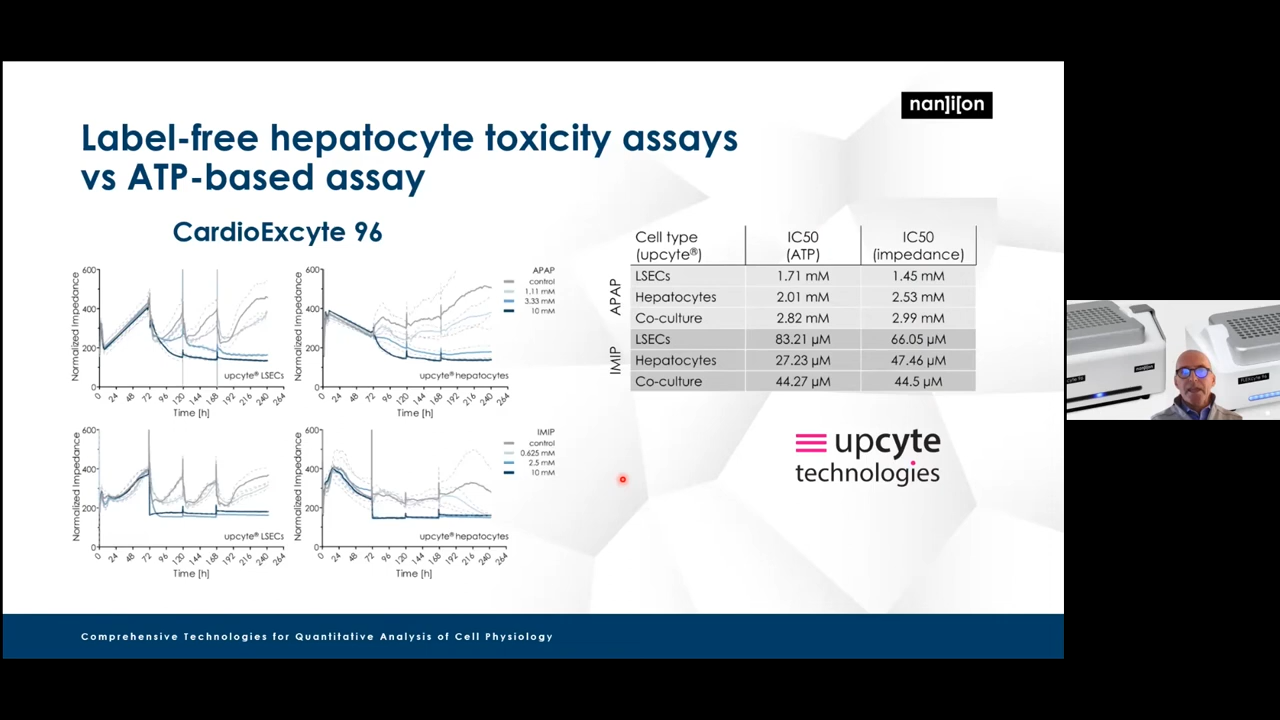 nan]i[on
Label-free hepatocyte toxicity assays
vs ATP-based assay
CardioExcyte 96
Normalized Impedance
600
400
200
0
0 24 48 72 96 120 144 168 192 216 240 264
Time [h]
upcyte® LSECs
Normalized Impedance
600
400
200
0
0 24 48 72 96 120 144 168 192 216 240 264
Time [h]
upcyte® hepatocytes
APAP
control
1.11 mM
3.33 mM
10 mM
Normalized Impedance
600
400
200
0
0 24 48 72 96 120 144 168 192 216 240 264
Time [h]
upcyte® LSECs
Normalized Impedance
600
400
200
0
0 24 48 72 96 120 144 168 192 216 240 264
Time [h]
upcyte® hepatocytes
IMIP
control
0.625 mM
2.5 mM
10 mM
Cell type (upcyte®) IC50 (ATP) IC50 (impedance)
APAP
LSECs 1.71 mM 1.45 mM
Hepatocytes 2.01 mM 2.53 mM
Co-culture 2.82 mM 2.99 mM
IMIP
LSECs 83.21 µM 66.05 µM
Hepatocytes 27.23 µM 47.46 µM
Co-culture 44.27 µM 44.5 µM
upcyte
technologies
Comprehensive Technologies for Quantitative Analysis of Cell Physiology
nan]i[on